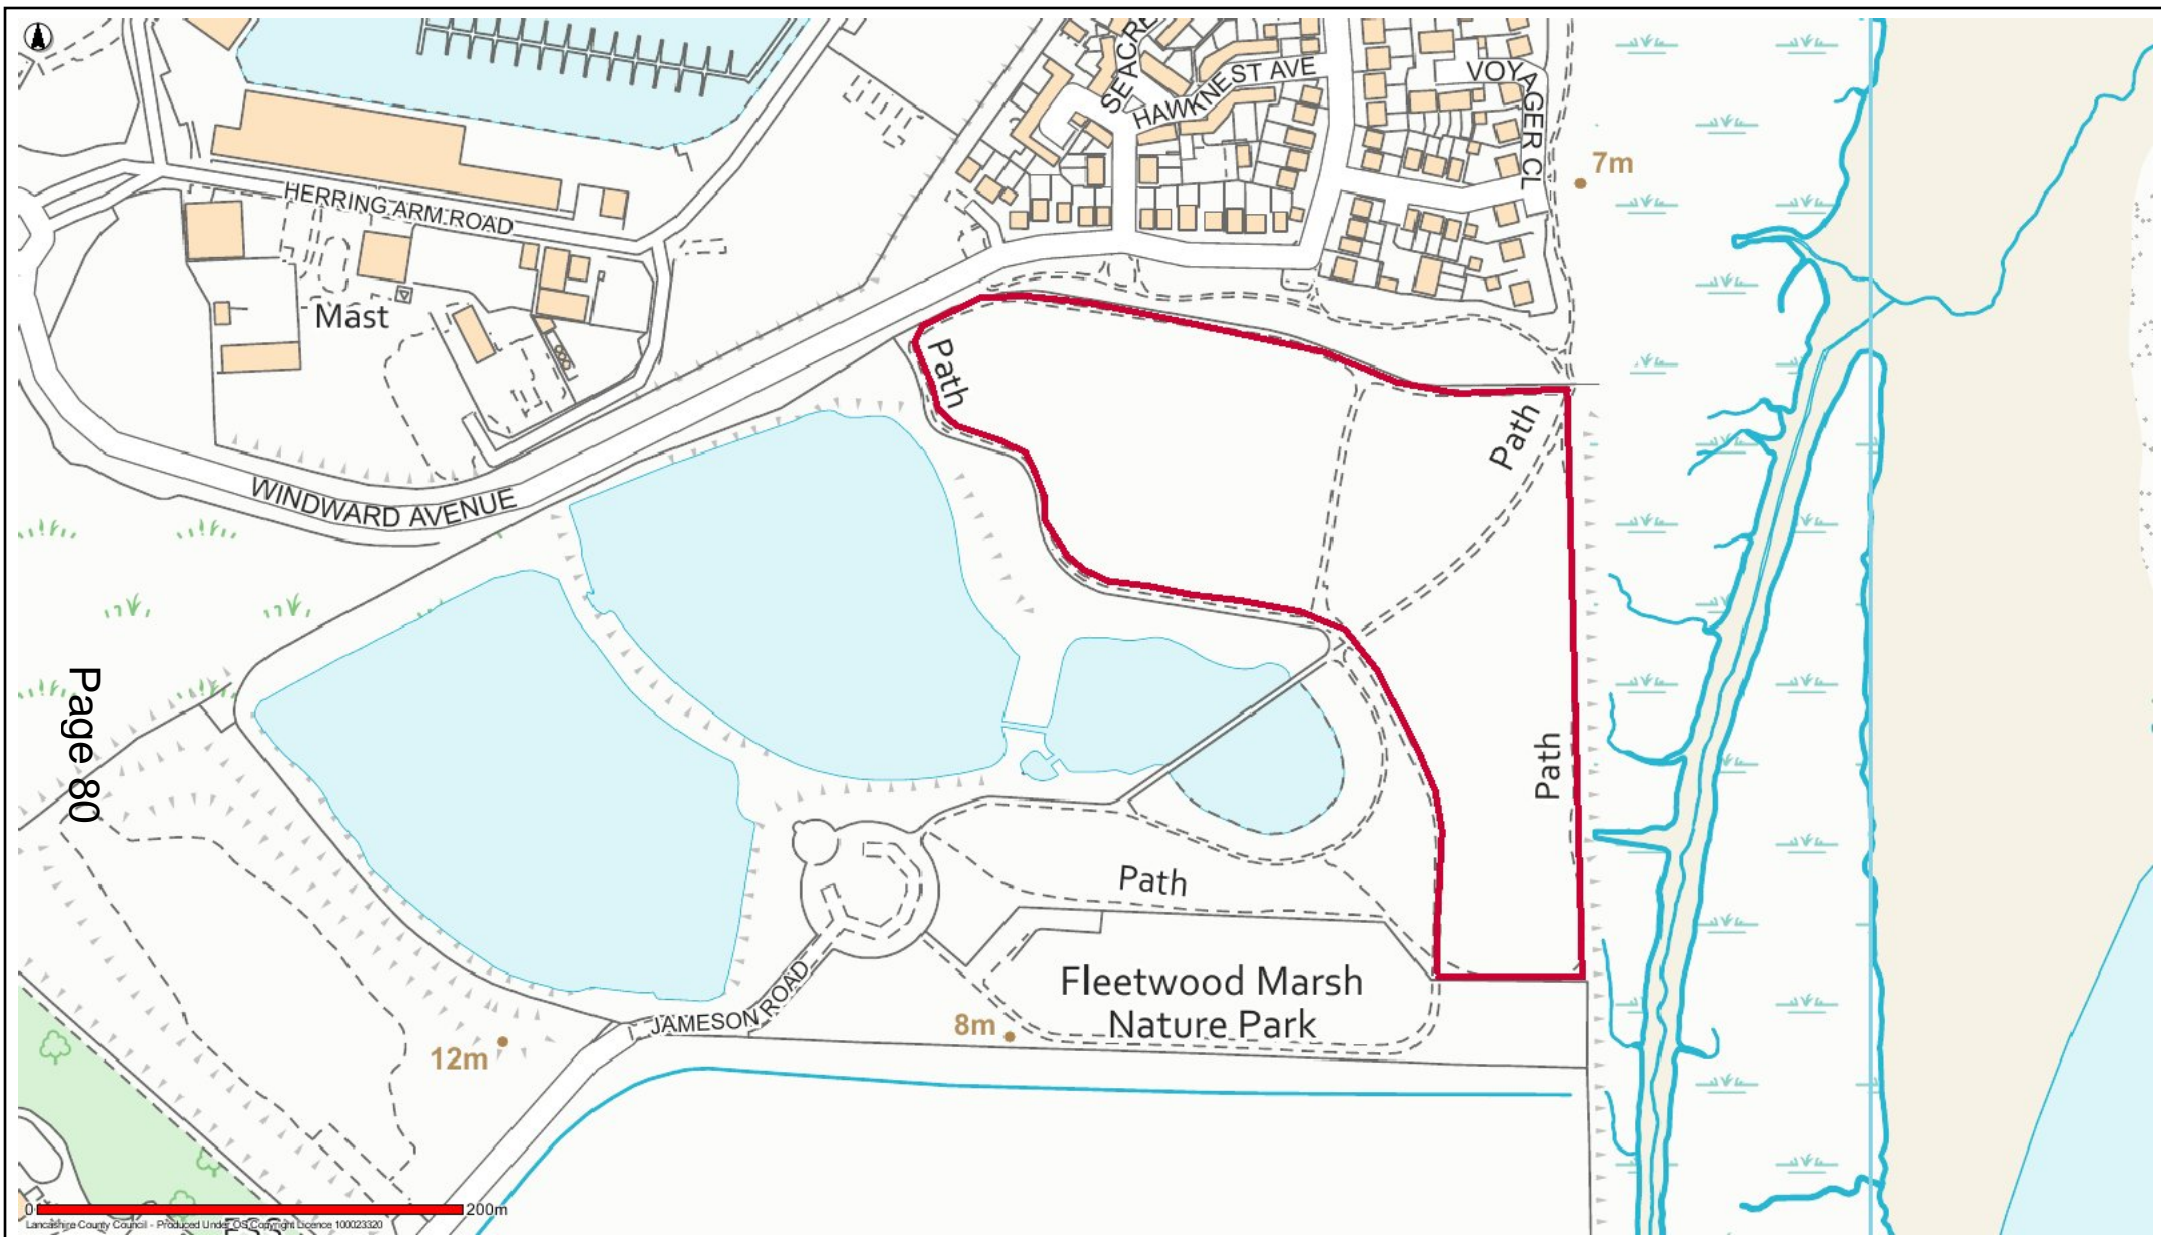 SEACRE
HAWKNEST AVE
VOYAGER CL
7m
HERRING ARM ROAD
Mast
Path
Path
WINDWARD AVENUE
Page 80
Path
Path
Fleetwood Marsh
Nature Park
JAMESON ROAD
8m
12m
0
200m
Lancashire County Council - Produced Under OS Copyright Licence 100023320